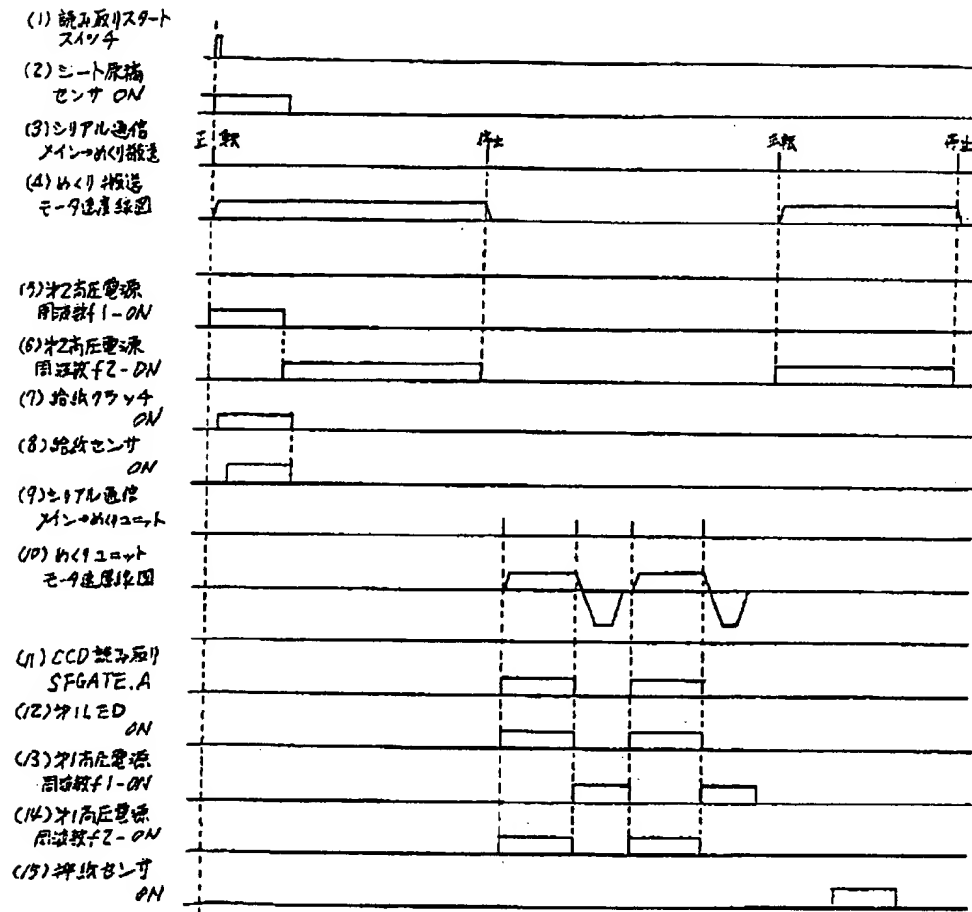 (1) 読み取りスタート
スイッチ
(2) シート原稿
センサ ON
(3) シリアル通信
メイン→めくり搬送
正転
停止
正転
停止
(4) めくり搬送
モータ速度線図
(5) 第2高圧電源
周波数f1-ON
(6) 第2高圧電源
周波数f2-ON
(7) 給紙クラッチ
ON
(8) 給紙センサ
ON
(9) シリアル通信
メイン→めくりユニット
(10) めくりユニット
モータ速度線図
(11) CCD読み取り
SFGATE.A
(12) 第1LED
ON
(13) 第1高圧電源
周波数f1-ON
(14) 第1高圧電源
周波数f2-ON
(15) 排紙センサ
ON